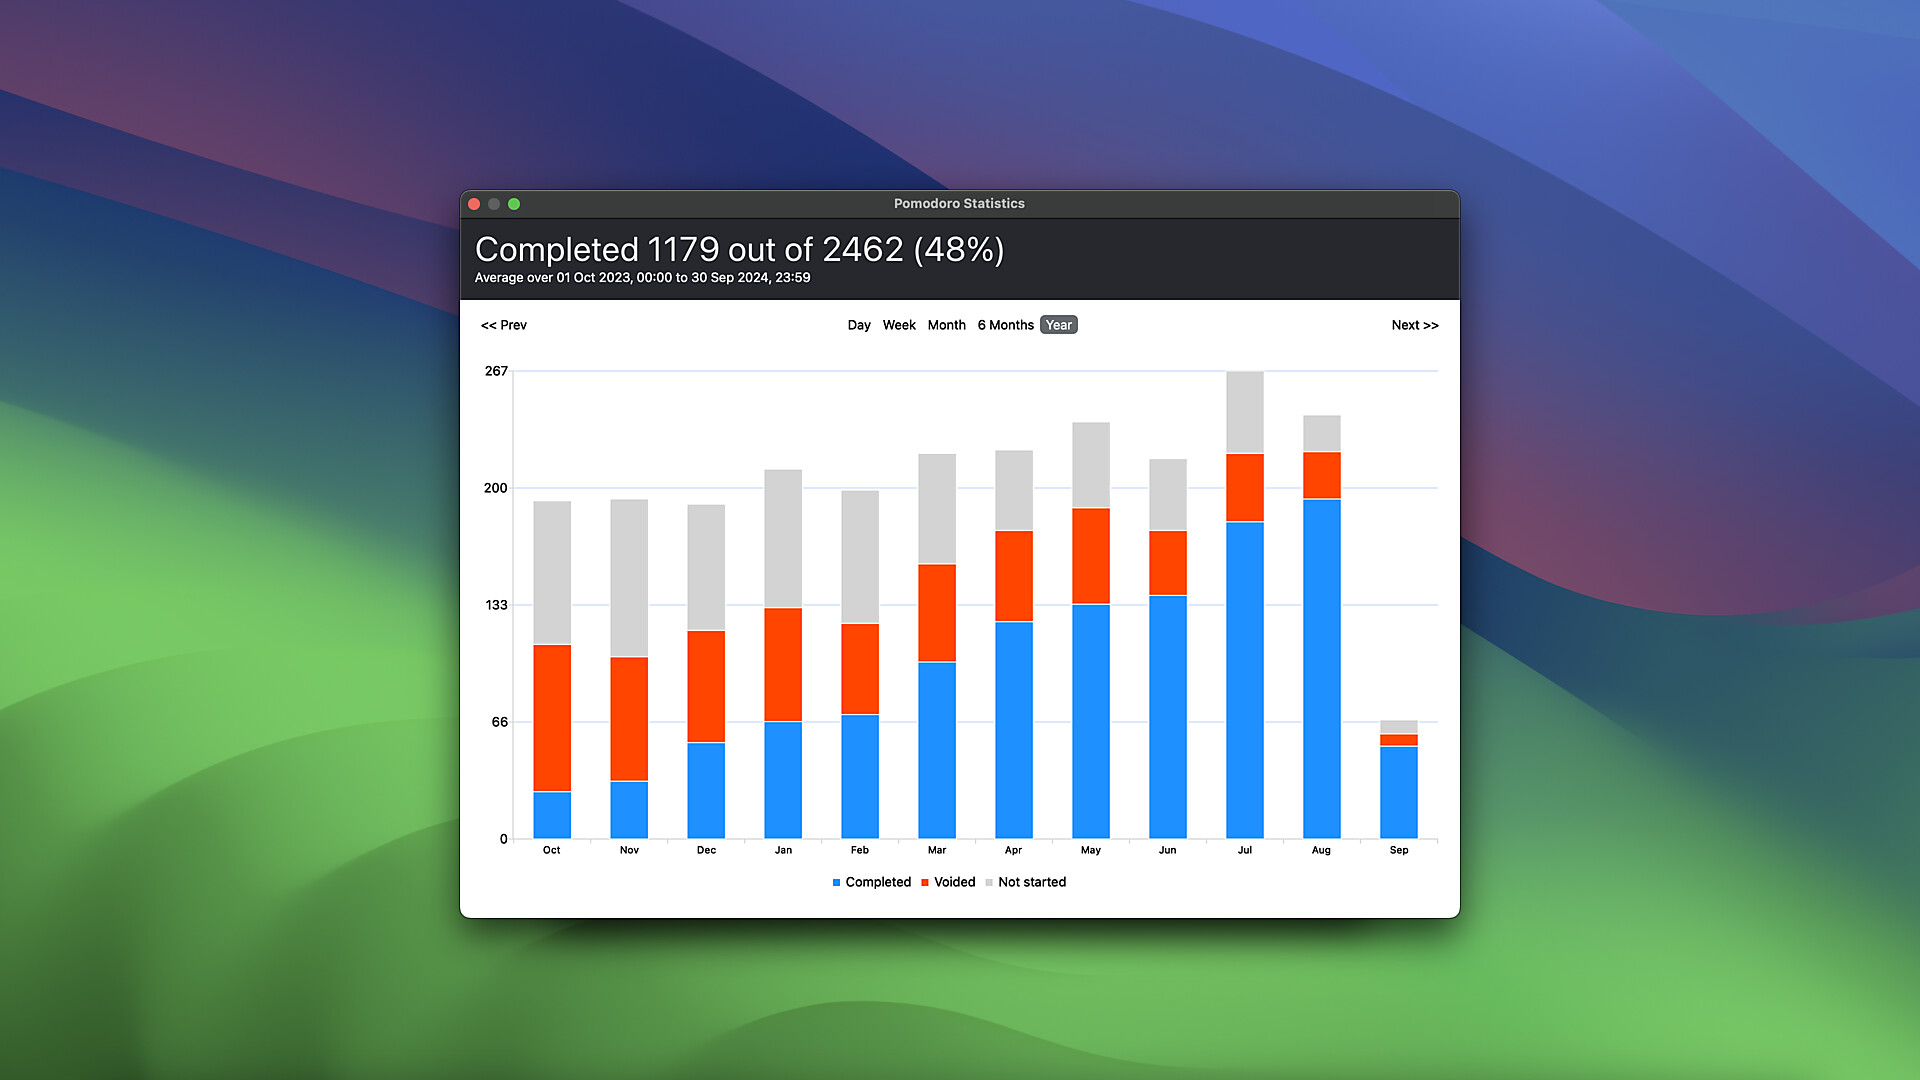 Pomodoro Statistics
Completed 1179 out of 2462 (48%)
Average over 01 Oct 2023, 00:00 to 30 Sep 2024, 23:59
<< Prev Day Week Month 6 Months Year Next >>
267
200
133
66
0
Oct Nov Dec Jan Feb Mar Apr May Jun Jul Aug Sep
Completed Voided Not started